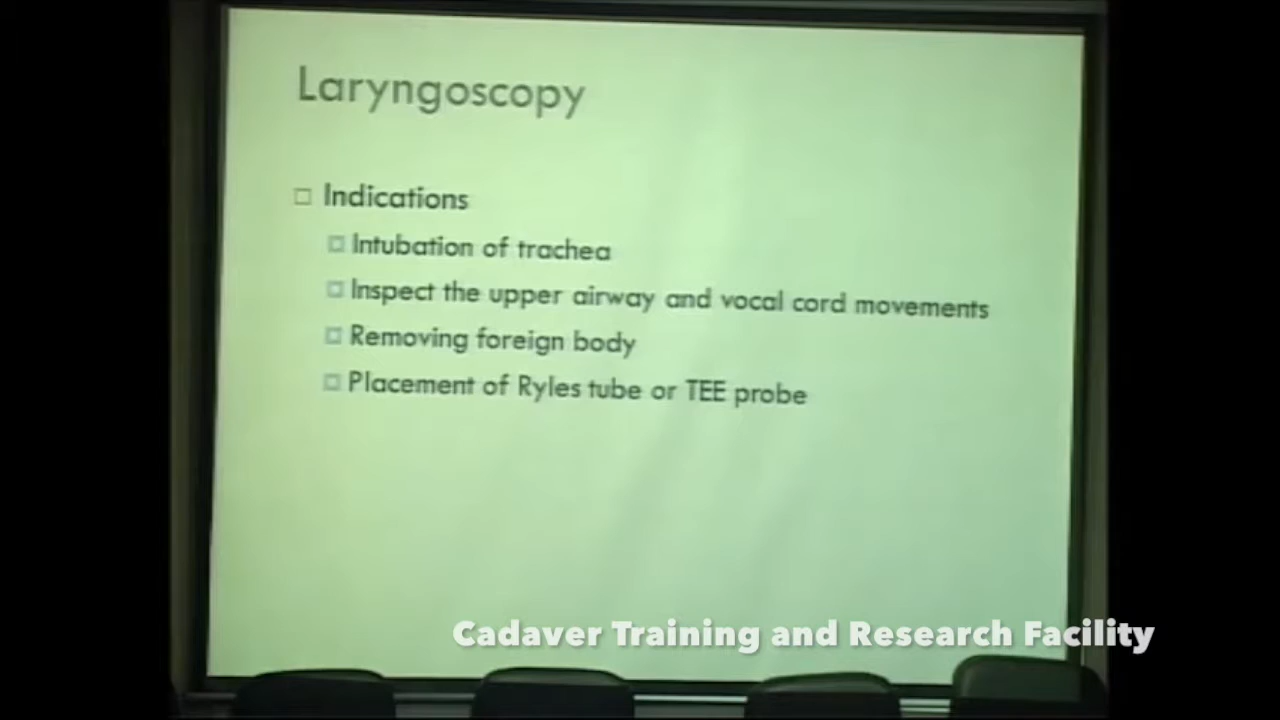 Laryngoscopy
Indications
Intubation of trachea
Inspect the upper airway and vocal cord movements
Removing foreign body
Placement of Ryles tube or TEE probe
Cadaver Training and Research Facility